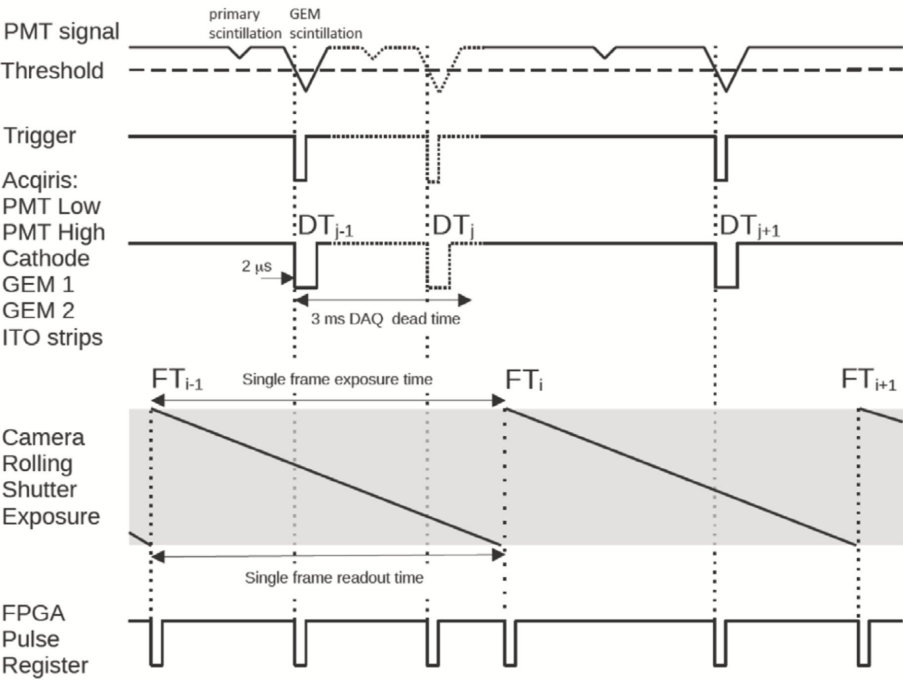 primary GEM
scintillation scintillation
PMT signal
Threshold
Trigger
Acqiris:
PMT Low
PMT High
Cathode
GEM 1
GEM 2
ITO strips
DTj-1
DTj
DTj+1
2 μs
3 ms DAQ dead time
FTi-1
Single frame exposure time
FTi
FTi+1
Camera
Rolling
Shutter
Exposure
Single frame readout time
FPGA
Pulse
Register